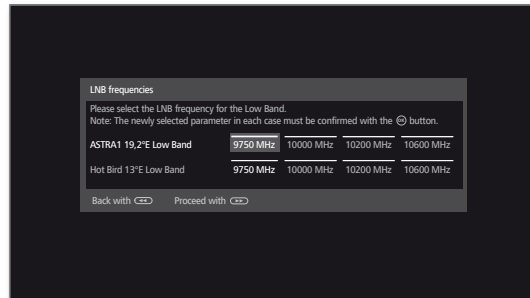 LNB frequencies
Please select the LNB frequency for the Low Band.
Note: The newly selected parameter in each case must be confirmed with the OK button.
ASTRA1 19,2°E Low Band 9750 MHz 10000 MHz 10200 MHz 10600 MHz
Hot Bird 13°E Low Band 9750 MHz 10000 MHz 10200 MHz 10600 MHz
Back with ◄◄ Proceed with ►►